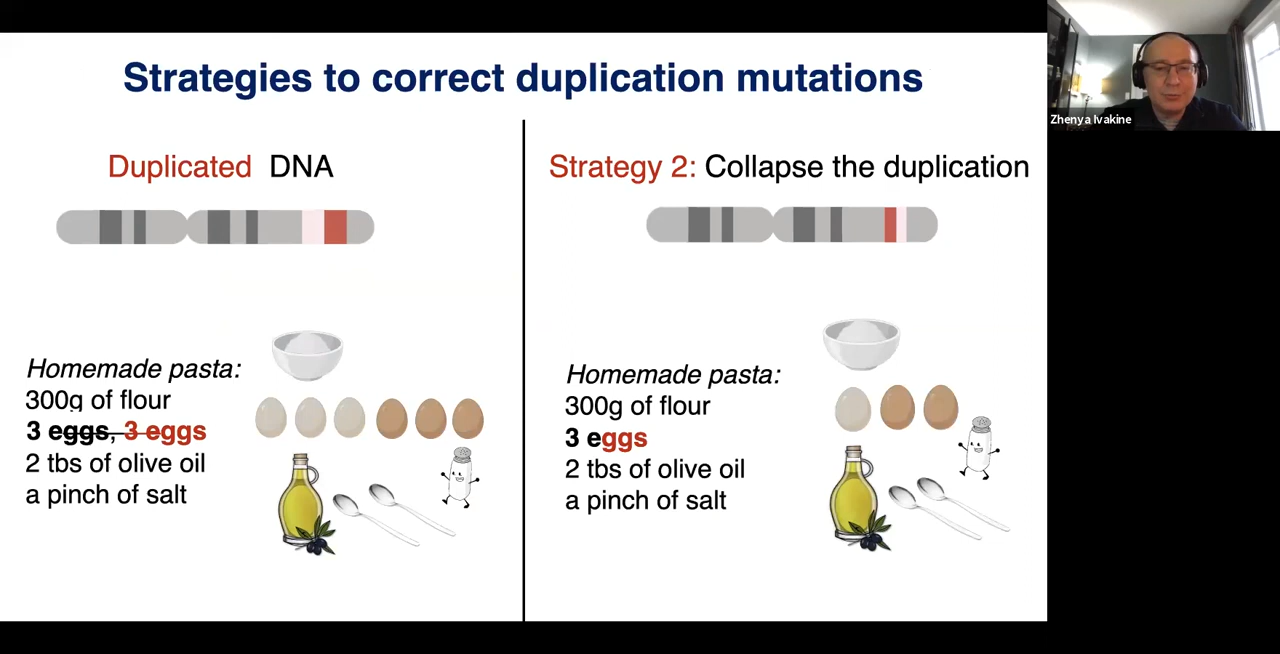 Strategies to correct duplication mutations
Duplicated DNA
Homemade pasta:
300g of flour
3 eggs, 3 eggs
2 tbs of olive oil
a pinch of salt
Strategy 2: Collapse the duplication
Homemade pasta:
300g of flour
3 eggs
2 tbs of olive oil
a pinch of salt
Zhenya Ivakine